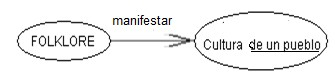 manifestar
FOLKLORE
Cultura de un pueblo